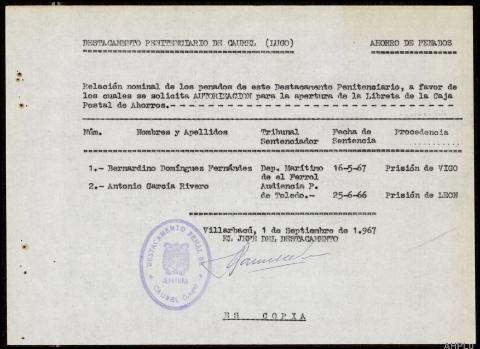 DESTACAMENTO PENITENCIARIO DE CAUREL (LUGO) AHORRO DE PENADOS
Relación nominal de los penados de este Destacamento Penitenciario, a favor de
los cuales se solicita AUTORIZACION para la apertura de la Libreta de la Caja
Postal de Ahorros.-
Núm. Nombres y Apellidos Tribunal Sentenciador Fecha de Sentencia Procedencia
1.- Bernardino Domínguez Fernández Dep. Marítimo de el Ferrol 16-5-67 Prisión de VIGO
2.- Antonio García Rivero Audiencia P. de Toledo.- 25-6-66 Prisión de LEON
Villarbacú, 1 de Septiembre de 1.967
EL JEFE DEL DESTACAMENTO
DESTACAMENTO PENAL DE
JEFATURA
CAUREL (Lugo)
ES COPIA
AHPLU